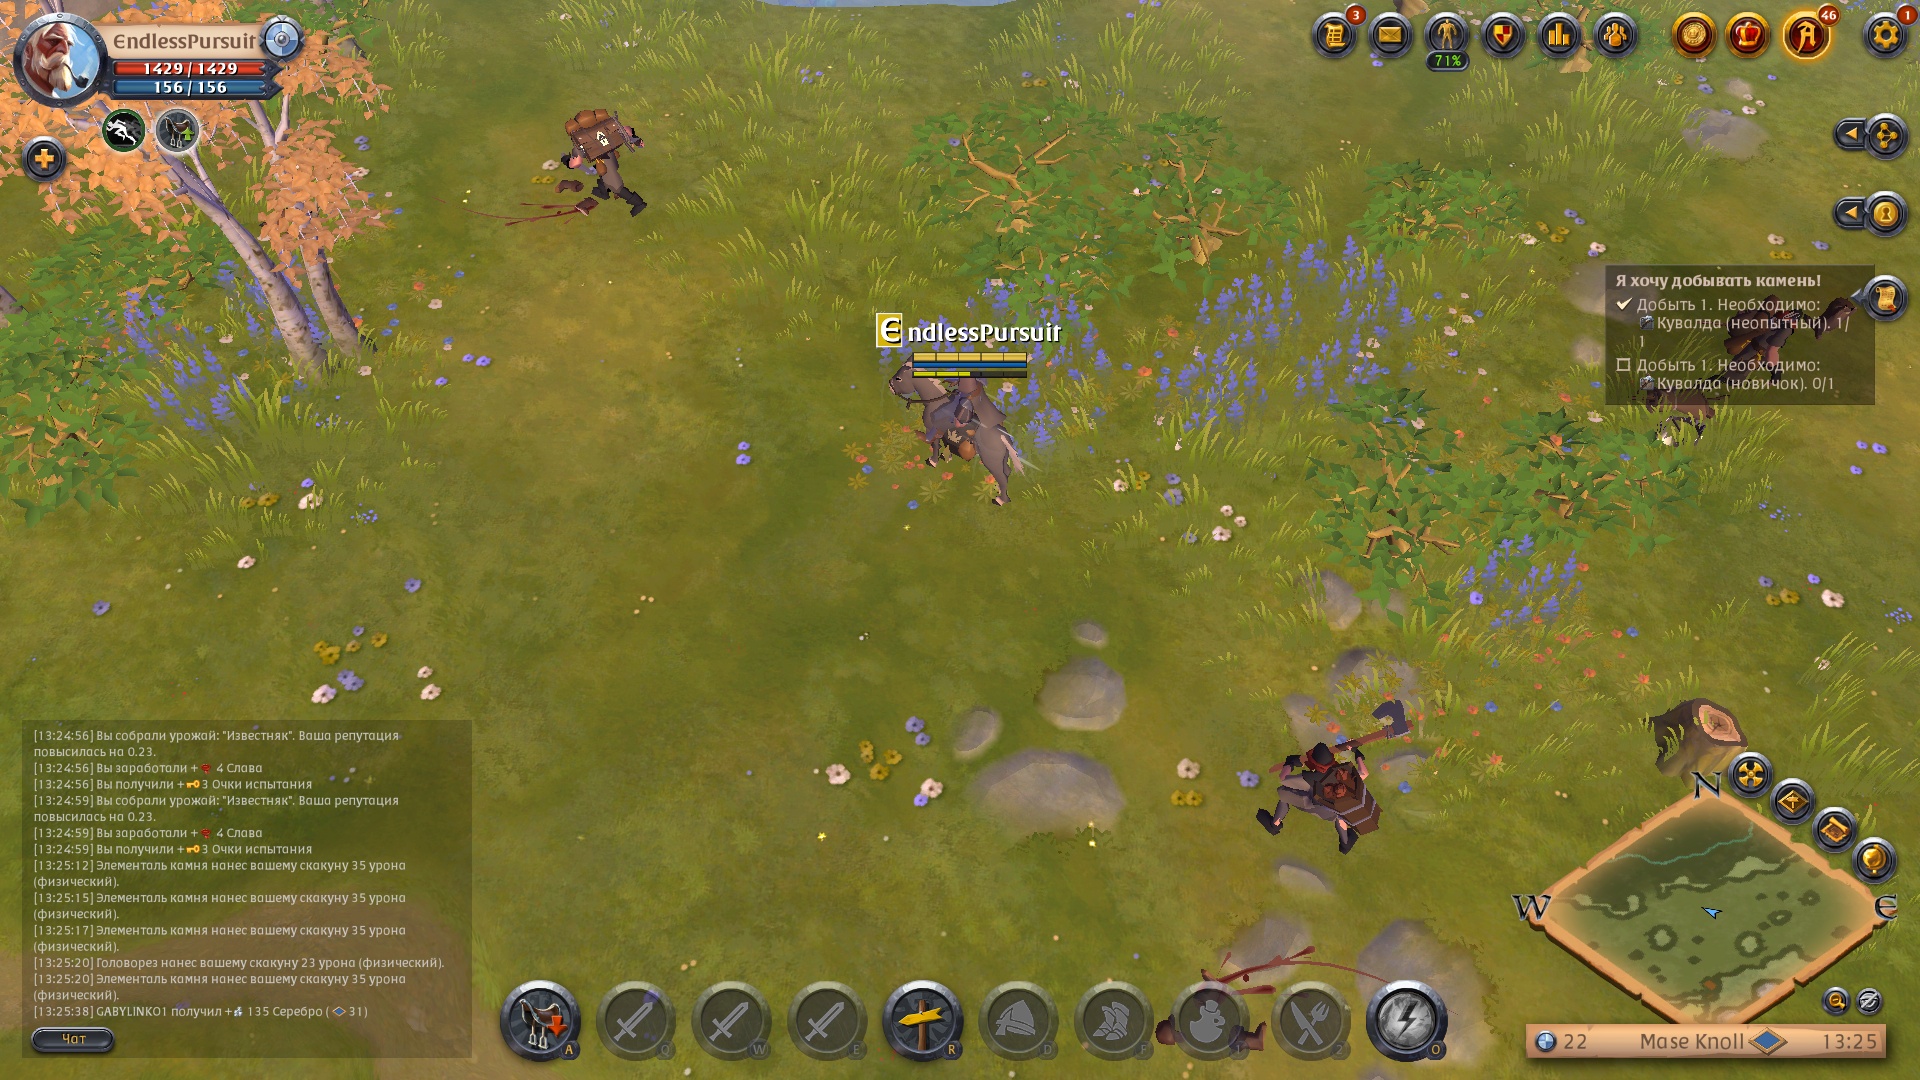 EndlessPursuit
1429 / 1429
156 / 156
3
71%
46
1
EndlessPursuit
Я хочу добывать камень!
Добыть 1. Необходимо:
Кувалда (неопытный). 1/
1
Добыть 1. Необходимо:
Кувалда (новичок). 0/1
[13:24:56] Вы собрали урожай: "Известняк". Ваша репутация
повысилась на 0.23.
[13:24:56] Вы заработали + 4 Слава
[13:24:56] Вы получили + 3 Очки испытания
[13:24:59] Вы собрали урожай: "Известняк". Ваша репутация
повысилась на 0.23.
[13:24:59] Вы заработали + 4 Слава
[13:24:59] Вы получили + 3 Очки испытания
[13:25:12] Элементаль камня нанес вашему скакуну 35 урона
(физический).
[13:25:15] Элементаль камня нанес вашему скакуну 35 урона
(физический).
[13:25:17] Элементаль камня нанес вашему скакуну 35 урона
(физический).
[13:25:20] Головорез нанес вашему скакуну 23 урона (физический).
[13:25:20] Элементаль камня нанес вашему скакуну 35 урона
(физический).
[13:25:38] GABYLINKO1 получил + 135 Серебро ( 31)
Чат
A Q W E R D F 1 2 O
N
W E
22 Mase Knoll 13:25